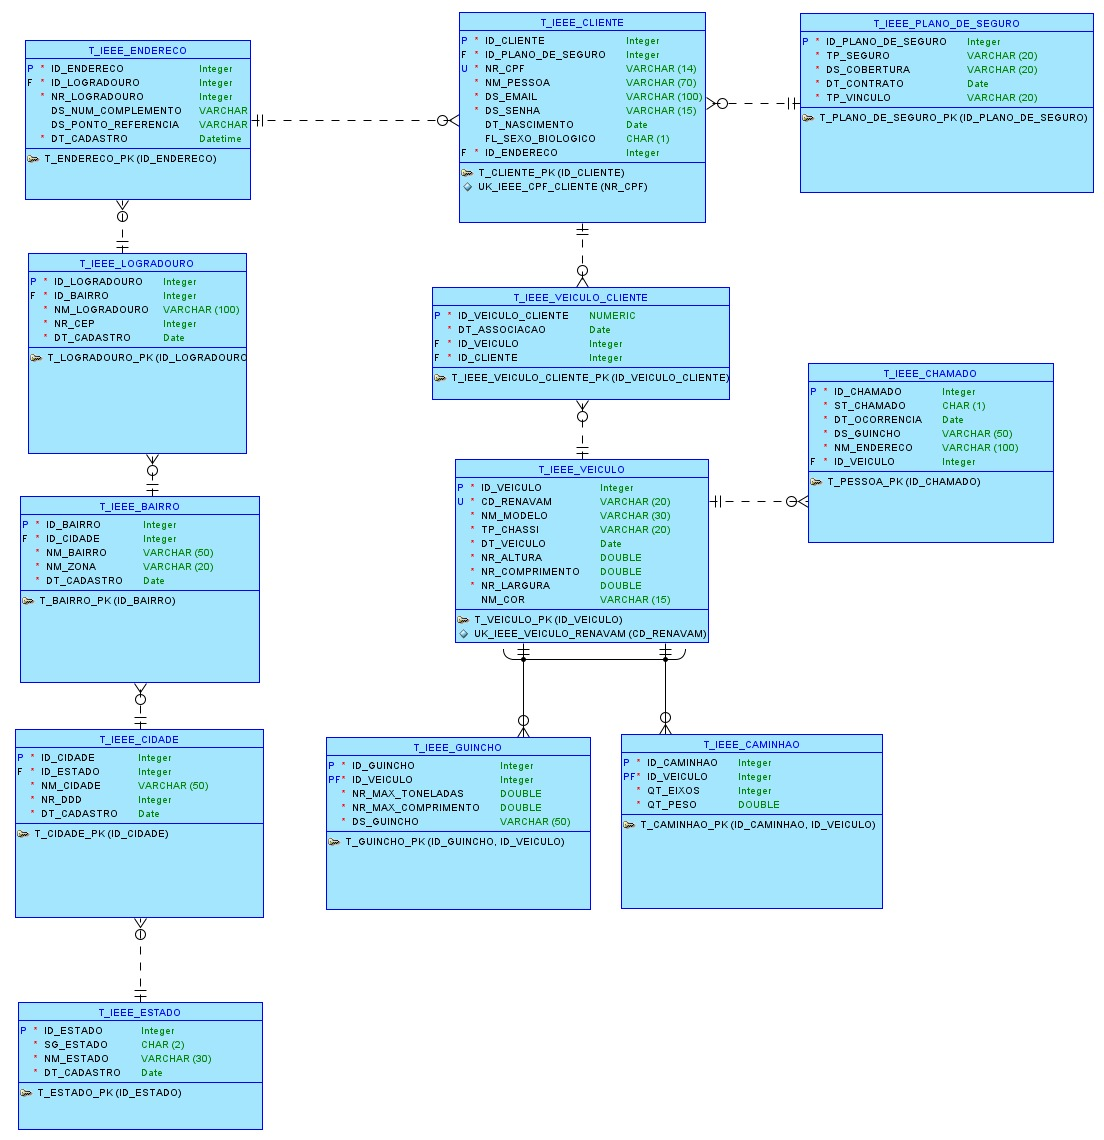 T_IEEE_ENDERECO
P * ID_ENDERECO Integer
F * ID_LOGRADOURO Integer
* NR_LOGRADOURO Integer
DS_NUM_COMPLEMENTO VARCHAR
DS_PONTO_REFERENCIA VARCHAR
* DT_CADASTRO Datetime
T_ENDERECO_PK (ID_ENDERECO)
T_IEEE_CLIENTE
P * ID_CLIENTE Integer
F * ID_PLANO_DE_SEGURO Integer
U * NR_CPF VARCHAR (14)
* NM_PESSOA VARCHAR (70)
* DS_EMAIL VARCHAR (100)
* DS_SENHA VARCHAR (15)
DT_NASCIMENTO Date
FL_SEXO_BIOLOGICO CHAR (1)
F * ID_ENDERECO Integer
T_CLIENTE_PK (ID_CLIENTE)
UK_IEEE_CPF_CLIENTE (NR_CPF)
T_IEEE_PLANO_DE_SEGURO
P * ID_PLANO_DE_SEGURO Integer
* TP_SEGURO VARCHAR (20)
* DS_COBERTURA VARCHAR (20)
* DT_CONTRATO Date
* TP_VINCULO VARCHAR (20)
T_PLANO_DE_SEGURO_PK (ID_PLANO_DE_SEGURO)
T_IEEE_LOGRADOURO
P * ID_LOGRADOURO Integer
F * ID_BAIRRO Integer
* NM_LOGRADOURO VARCHAR (100)
* NR_CEP Integer
* DT_CADASTRO Date
T_LOGRADOURO_PK (ID_LOGRADOURO
T_IEEE_VEICULO_CLIENTE
P * ID_VEICULO_CLIENTE NUMERIC
* DT_ASSOCIACAO Date
F * ID_VEICULO Integer
F * ID_CLIENTE Integer
T_IEEE_VEICULO_CLIENTE_PK (ID_VEICULO_CLIENTE)
T_IEEE_CHAMADO
P * ID_CHAMADO Integer
* ST_CHAMADO CHAR (1)
* DT_OCORRENCIA Date
* DS_GUINCHO VARCHAR (50)
* NM_ENDERECO VARCHAR (100)
F * ID_VEICULO Integer
T_PESSOA_PK (ID_CHAMADO)
T_IEEE_VEICULO
P * ID_VEICULO Integer
U * CD_RENAVAM VARCHAR (20)
* NM_MODELO VARCHAR (30)
* TP_CHASSI VARCHAR (20)
* DT_VEICULO Date
* NR_ALTURA DOUBLE
* NR_COMPRIMENTO DOUBLE
* NR_LARGURA DOUBLE
NM_COR VARCHAR (15)
T_VEICULO_PK (ID_VEICULO)
UK_IEEE_VEICULO_RENAVAM (CD_RENAVAM)
T_IEEE_BAIRRO
P * ID_BAIRRO Integer
F * ID_CIDADE Integer
* NM_BAIRRO VARCHAR (50)
* NM_ZONA VARCHAR (20)
* DT_CADASTRO Date
T_BAIRRO_PK (ID_BAIRRO)
T_IEEE_CIDADE
P * ID_CIDADE Integer
F * ID_ESTADO Integer
* NM_CIDADE VARCHAR (50)
* NR_DDD Integer
* DT_CADASTRO Date
T_CIDADE_PK (ID_CIDADE)
T_IEEE_GUINCHO
P * ID_GUINCHO Integer
PF* ID_VEICULO Integer
* NR_MAX_TONELADAS DOUBLE
* NR_MAX_COMPRIMENTO DOUBLE
* DS_GUINCHO VARCHAR (50)
T_GUINCHO_PK (ID_GUINCHO, ID_VEICULO)
T_IEEE_CAMINHAO
P * ID_CAMINHAO Integer
PF* ID_VEICULO Integer
* QT_EIXOS Integer
* QT_PESO DOUBLE
T_CAMINHAO_PK (ID_CAMINHAO, ID_VEICULO)
T_IEEE_ESTADO
P * ID_ESTADO Integer
* SG_ESTADO CHAR (2)
* NM_ESTADO VARCHAR (30)
* DT_CADASTRO Date
T_ESTADO_PK (ID_ESTADO)